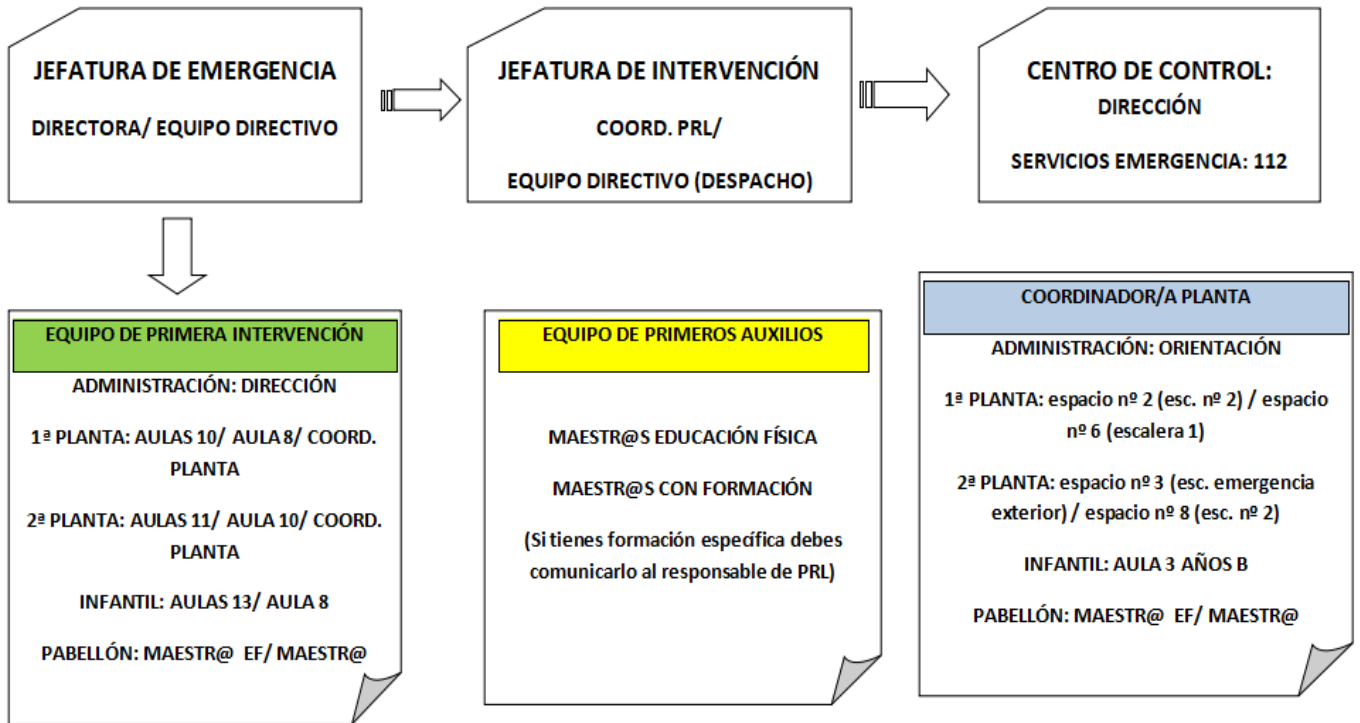 JEFATURA DE EMERGENCIA
DIRECTORA/ EQUIPO DIRECTIVO
JEFATURA DE INTERVENCIÓN
COORD. PRL/
EQUIPO DIRECTIVO (DESPACHO)
CENTRO DE CONTROL:
DIRECCIÓN
SERVICIOS EMERGENCIA: 112
EQUIPO DE PRIMERA INTERVENCIÓN
ADMINISTRACIÓN: DIRECCIÓN
1ª PLANTA: AULAS 10/ AULA 8/ COORD.
PLANTA
2ª PLANTA: AULAS 11/ AULA 10/ COORD.
PLANTA
INFANTIL: AULAS 13/ AULA 8
PABELLÓN: MAESTR@ EF/ MAESTR@
EQUIPO DE PRIMEROS AUXILIOS
MAESTR@S EDUCACIÓN FÍSICA
MAESTR@S CON FORMACIÓN
(Si tienes formación específica debes
comunicarlo al responsable de PRL)
COORDINADOR/A PLANTA
ADMINISTRACIÓN: ORIENTACIÓN
1ª PLANTA: espacio nº 2 (esc. nº 2) / espacio
nº 6 (escalera 1)
2ª PLANTA: espacio nº 3 (esc. emergencia
exterior) / espacio nº 8 (esc. nº 2)
INFANTIL: AULA 3 AÑOS B
PABELLÓN: MAESTR@ EF/ MAESTR@